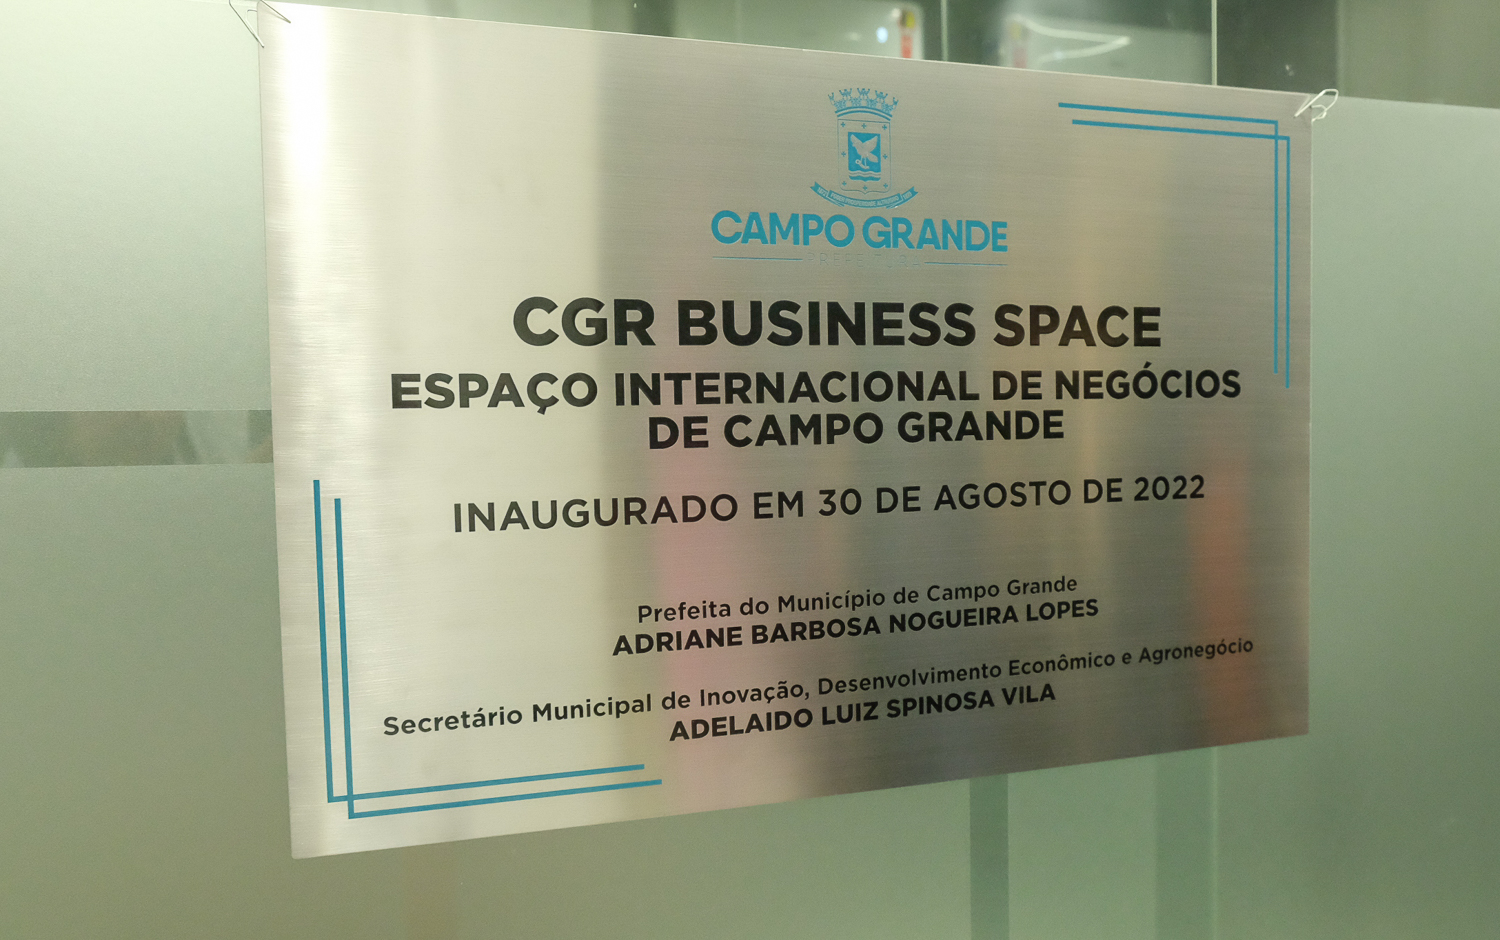 CAMPO GRANDE
PREFEITURA
CGR BUSINESS SPACE
ESPAÇO INTERNACIONAL DE NEGÓCIOS
DE CAMPO GRANDE
INAUGURADO EM 30 DE AGOSTO DE 2022
Prefeita do Município de Campo Grande
ADRIANE BARBOSA NOGUEIRA LOPES
Secretário Municipal de Inovação, Desenvolvimento Econômico e Agronegócio
ADELAIDO LUIZ SPINOSA VILA